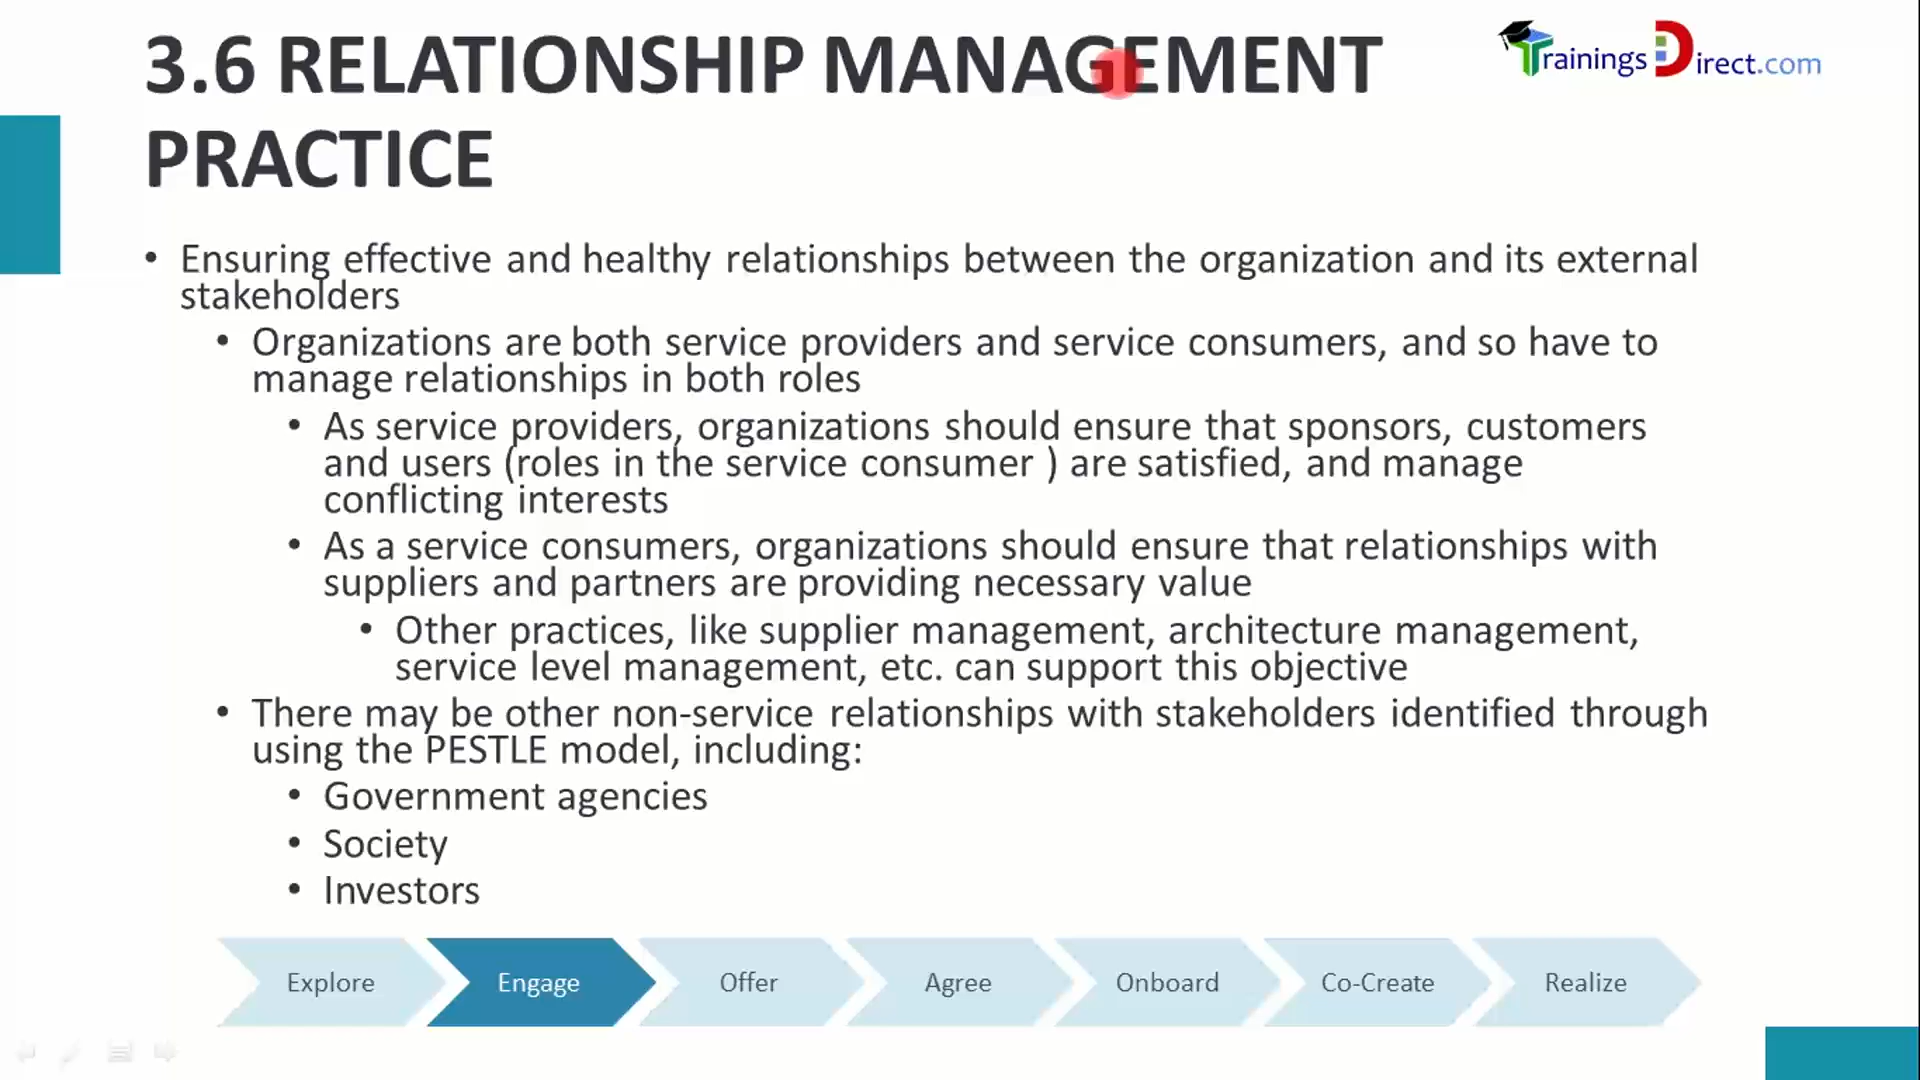 3.6 RELATIONSHIP MANAGEMENT
PRACTICE
TrainingsDirect.com
• Ensuring effective and healthy relationships between the organization and its external
stakeholders
• Organizations are both service providers and service consumers, and so have to
manage relationships in both roles
• As service providers, organizations should ensure that sponsors, customers
and users (roles in the service consumer ) are satisfied, and manage
conflicting interests
• As a service consumers, organizations should ensure that relationships with
suppliers and partners are providing necessary value
• Other practices, like supplier management, architecture management,
service level management, etc. can support this objective
• There may be other non-service relationships with stakeholders identified through
using the PESTLE model, including:
• Government agencies
• Society
• Investors
Explore
Engage
Offer
Agree
Onboard
Co-Create
Realize